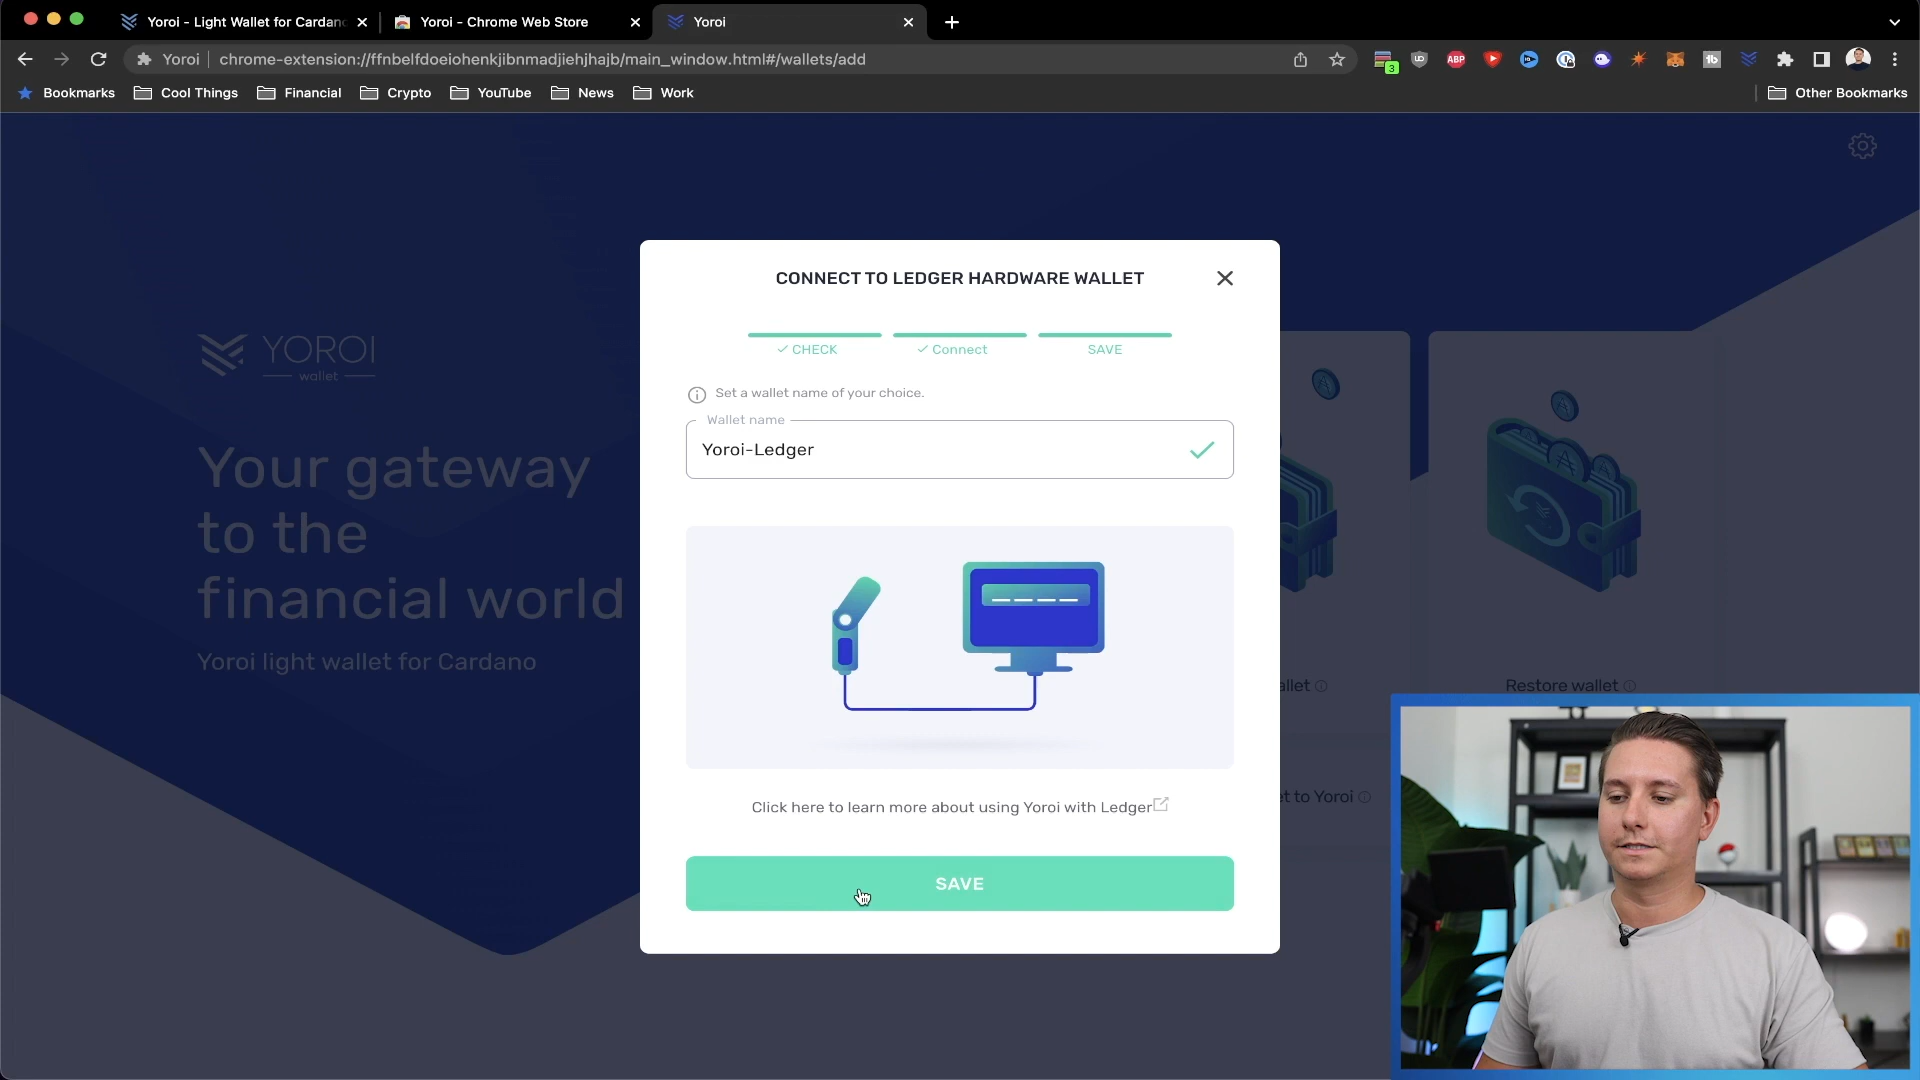 Yoroi - Light Wallet for Cardano
Yoroi - Chrome Web Store
Yoroi
Yoroi
chrome-extension://ffnbelfdoeiohenkjibnmadjiehjhajb/main_window.html#/wallets/add
3
ABP
Bookmarks
Cool Things
Financial
Crypto
YouTube
News
Work
Other Bookmarks
CONNECT TO LEDGER HARDWARE WALLET
CHECK
Connect
SAVE
Set a wallet name of your choice.
Wallet name
Yoroi-Ledger
Click here to learn more about using Yoroi with Ledger
SAVE
YOROI
wallet
Your gateway
to the
financial world
Yoroi light wallet for Cardano
allet
Restore wallet
t to Yoroi